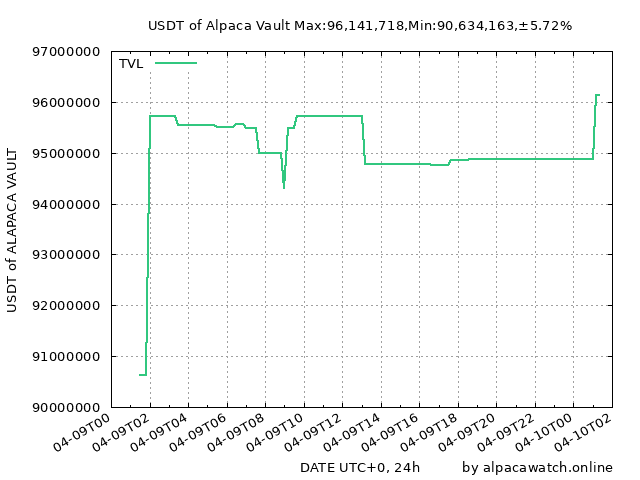 USDT of Alpaca Vault Max:96,141,718,Min:90,634,163,±5.72%
97000000
TVL
96000000
95000000
94000000
93000000
92000000
91000000
90000000
USDT of ALAPACA VAULT
04-09T00
04-09T02
04-09T04
04-09T06
04-09T08
04-09T10
04-09T12
04-09T14
04-09T16
04-09T18
04-09T20
04-09T22
04-10T00
04-10T02
DATE UTC+0, 24h
by alpacawatch.online